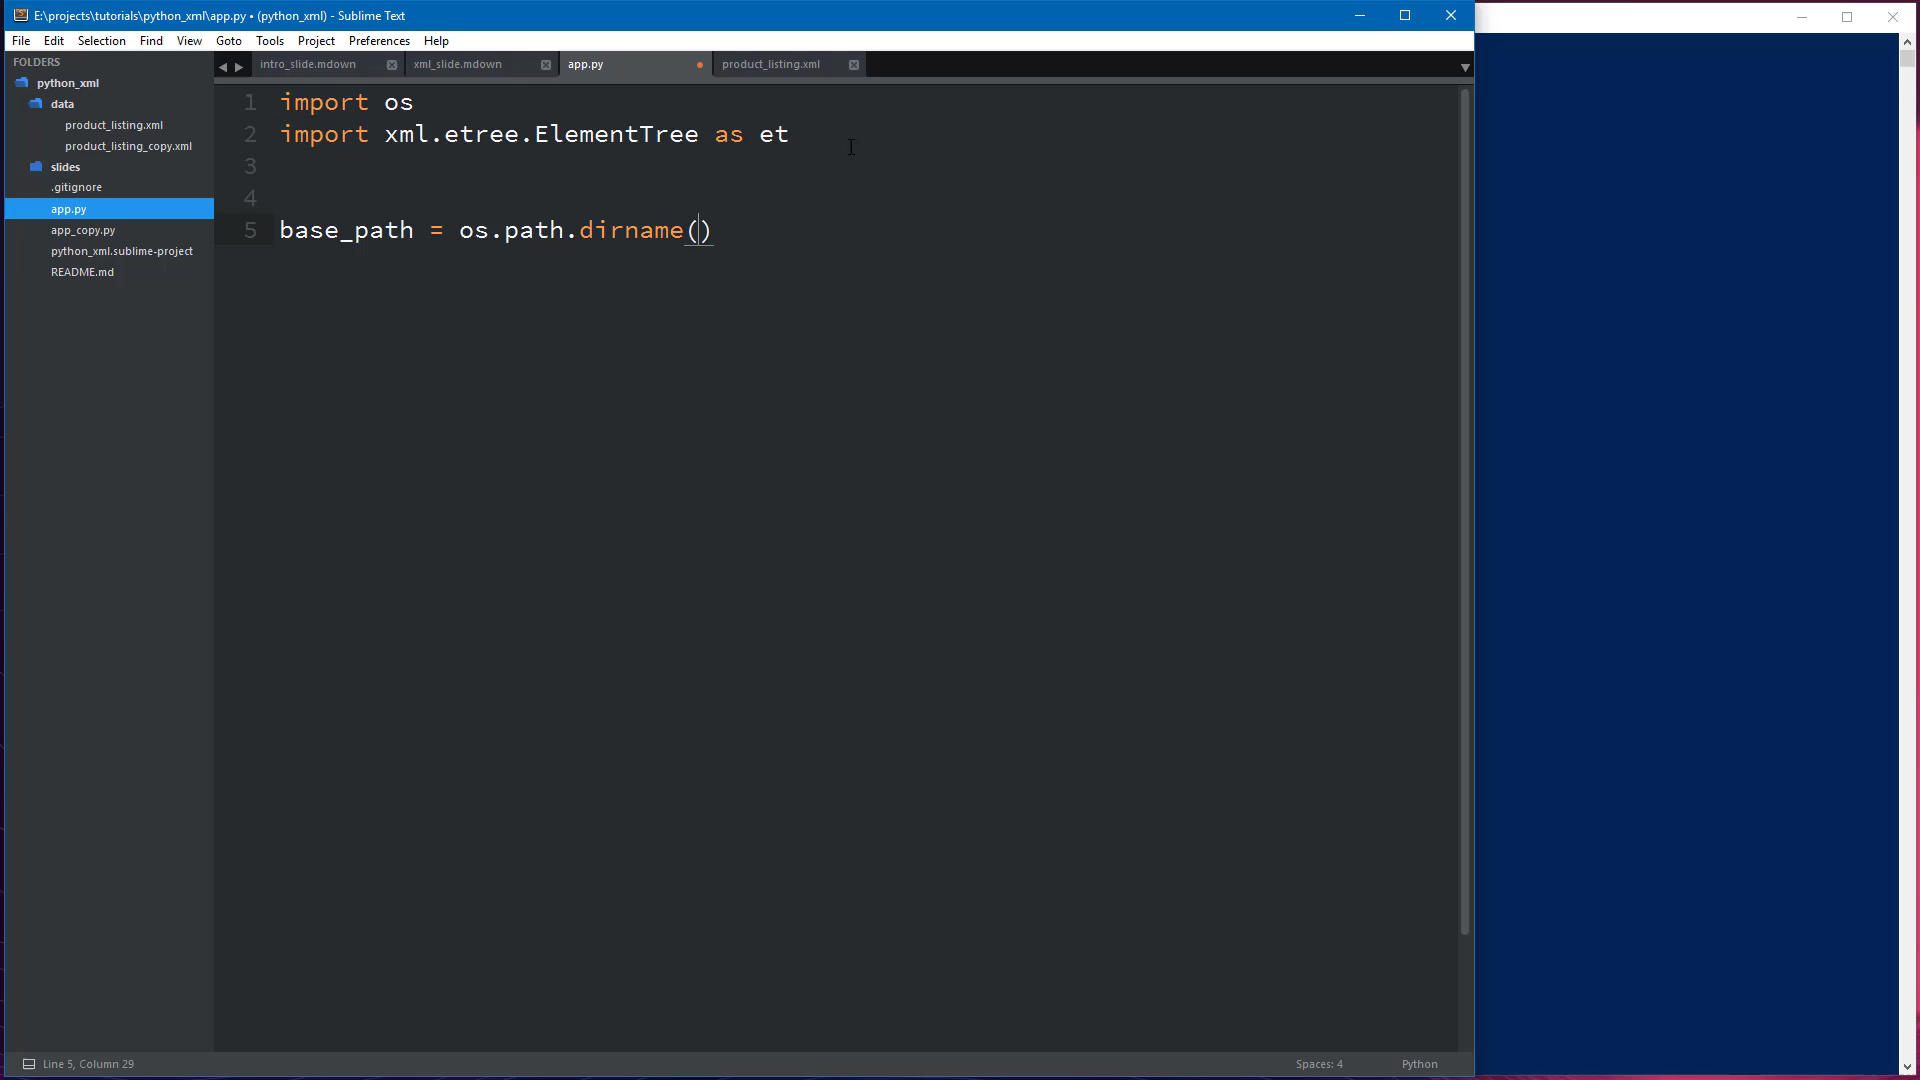 E:\projects\tutorials\python_xml\app.py • (python_xml) - Sublime Text
File Edit Selection Find View Goto Tools Project Preferences Help
FOLDERS
python_xml
data
product_listing.xml
product_listing_copy.xml
slides
.gitignore
app.py
app_copy.py
python_xml.sublime-project
README.md
intro_slide.mdown xml_slide.mdown app.py product_listing.xml
1 import os
2 import xml.etree.ElementTree as et
3
4
5 base_path = os.path.dirname()
Line 5, Column 29 Spaces: 4 Python